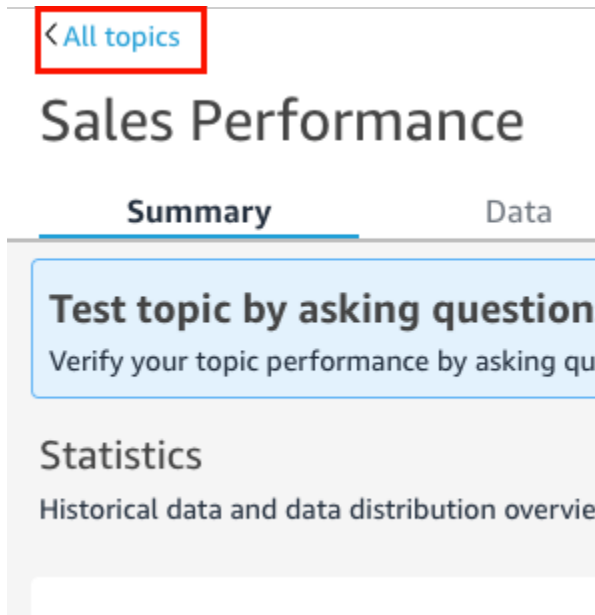 All topics
Sales Performance
Summary Data
Test topic by asking question
Verify your topic performance by asking qu
Statistics
Historical data and data distribution overvie